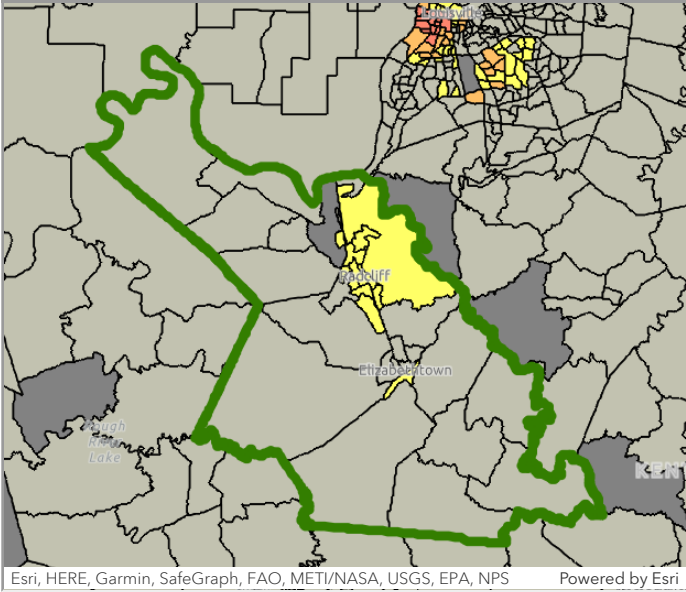 Louisville
Radcliff
Elizabethtown
Rough
River
Lake
KEN
Esri, HERE, Garmin, SafeGraph, FAO, METI/NASA, USGS, EPA, NPS
Powered by Esri